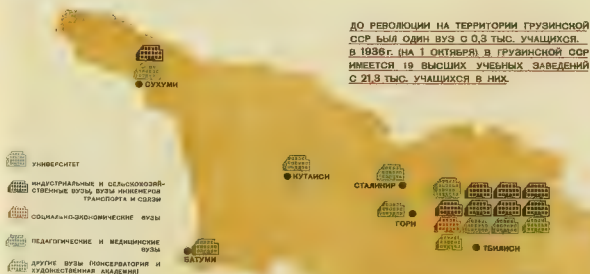 ДО РЕВОЛЮЦИИ НА ТЕРРИТОРИИ ГРУЗИНСКОЙ
ССР БЫЛ ОДИН ВУЗ С 0,3 ТЫС. УЧАЩИХСЯ.
В 1936 г. (НА 1 ОКТЯБРЯ) В ГРУЗИНСКОЙ ССР
ИМЕЕТСЯ 19 ВЫСШИХ УЧЕБНЫХ ЗАВЕДЕНИЙ
С 21,3 ТЫС. УЧАЩИХСЯ В НИХ.
СУХУМИ
УНИВЕРСИТЕТ
ИНДУСТРИАЛЬНЫЕ И СЕЛЬСКОХОЗЯЙ-
СТВЕННЫЕ ВУЗЫ, ВУЗЫ ИНЖЕНЕРОВ
ТРАНСПОРТА И СВЯЗИ
СОЦИАЛЬНО-ЭКОНОМИЧЕСКИЕ ВУЗЫ
ПЕДАГОГИЧЕСКИЕ И МЕДИЦИНСКИЕ
ВУЗЫ
ДРУГИЕ ВУЗЫ (КОНСЕРВАТОРИЯ И
ХУДОЖЕСТВЕННАЯ АКАДЕМИЯ)
КУТАИСИ
СТАЛИНИР
ГОРИ
ТБИЛИСИ
БАТУМИ